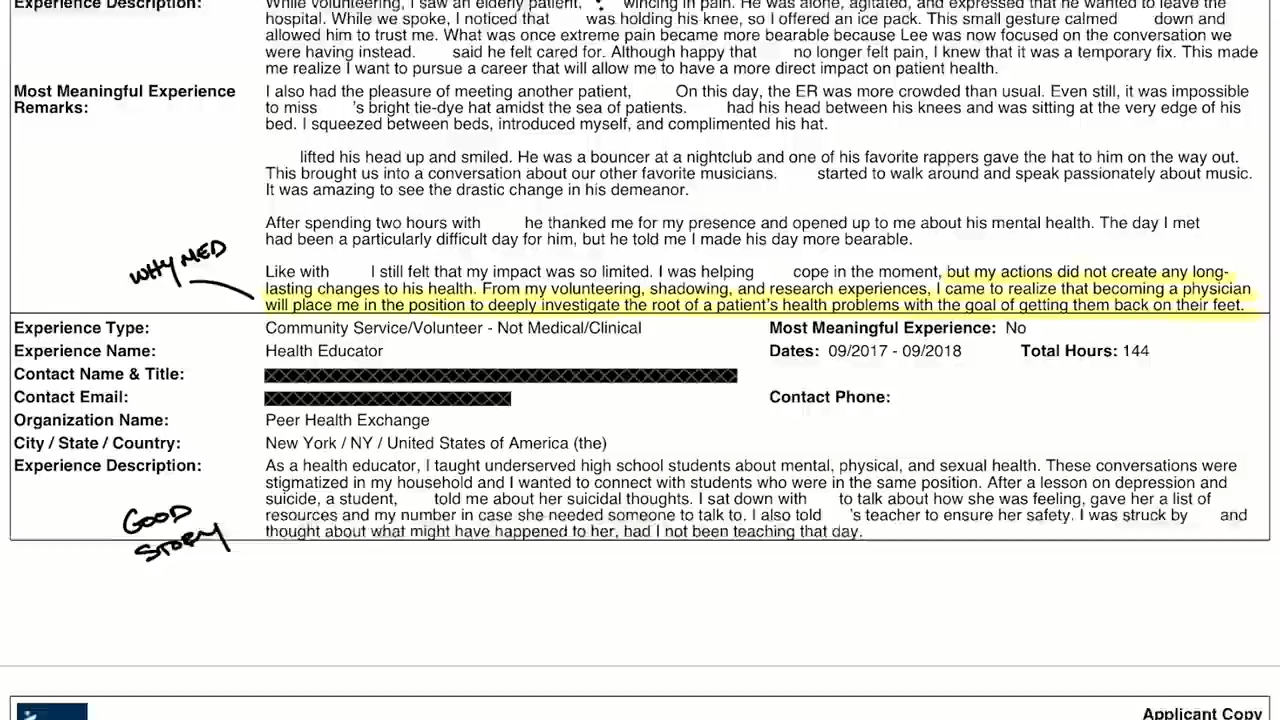 Experience Description: While volunteering, I saw an elderly patient, wincing in pain. He was alone, agitated, and expressed that he wanted to leave the
hospital. While we spoke, I noticed that was holding his knee, so I offered an ice pack. This small gesture calmed down and
allowed him to trust me. What was once extreme pain became more bearable because Lee was now focused on the conversation we
were having instead. said he felt cared for. Although happy that no longer felt pain, I knew that it was a temporary fix. This made
me realize I want to pursue a career that will allow me to have a more direct impact on patient health.
Most Meaningful Experience I also had the pleasure of meeting another patient, On this day, the ER was more crowded than usual. Even still, it was impossible
Remarks: to miss 's bright tie-dye hat amidst the sea of patients. had his head between his knees and was sitting at the very edge of his
bed. I squeezed between beds, introduced myself, and complimented his hat.
lifted his head up and smiled. He was a bouncer at a nightclub and one of his favorite rappers gave the hat to him on the way out.
This brought us into a conversation about our other favorite musicians. started to walk around and speak passionately about music.
It was amazing to see the drastic change in his demeanor.
After spending two hours with he thanked me for my presence and opened up to me about his mental health. The day I met
had been a particularly difficult day for him, but he told me I made his day more bearable.
WHY MED
Like with I still felt that my impact was so limited. I was helping cope in the moment, but my actions did not create any long-
lasting changes to his health. From my volunteering, shadowing, and research experiences, I came to realize that becoming a physician
will place me in the position to deeply investigate the root of a patient's health problems with the goal of getting them back on their feet.
Experience Type: Community Service/Volunteer - Not Medical/Clinical Most Meaningful Experience: No
Experience Name: Health Educator Dates: 09/2017 - 09/2018 Total Hours: 144
Contact Name & Title:
Contact Email: Contact Phone:
Organization Name: Peer Health Exchange
City / State / Country: New York / NY / United States of America (the)
Experience Description: As a health educator, I taught underserved high school students about mental, physical, and sexual health. These conversations were
stigmatized in my household and I wanted to connect with students who were in the same position. After a lesson on depression and
suicide, a student, told me about her suicidal thoughts. I sat down with to talk about how she was feeling, gave her a list of
resources and my number in case she needed someone to talk to. I also told 's teacher to ensure her safety. I was struck by and
thought about what might have happened to her, had I not been teaching that day.
GOOD
STORY
Applicant Copy